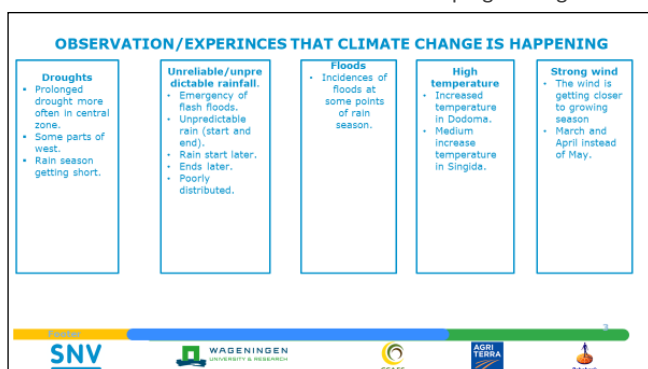 OBSERVATION/EXPERINCES THAT CLIMATE CHANGE IS HAPPENING
Droughts
▪ Prolonged
drought more
often in central
zone.
▪ Some parts of
west.
▪ Rain season
getting short.
Unreliable/unpre
dictable rainfall.
• Emergency of
flash floods.
• Unpredictable
rain (start and
end).
• Rain start later.
• Ends later.
• Poorly
distributed.
Floods
• Incidences of
floods at
some points
of rain
season.
High
temperature
• Increased
temperature
in Dodoma.
• Medium
increase
temperature
in Singida.
Strong wind
• The wind is
getting closer
to growing
season
• March and
April instead
of May.
Footer
3
SNV
WAGENINGEN
UNIVERSITY & RESEARCH
CCAFS
AGRI
TERRA